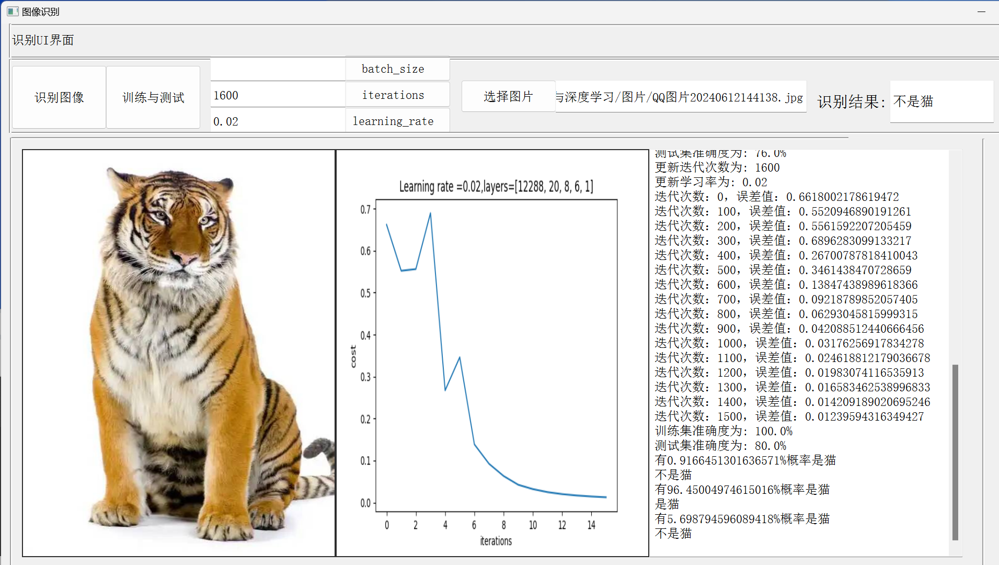 图像识别
识别UI界面
识别图像
训练与测试
batch_size
1600
iterations
0.02
learning_rate
选择图片
与深度学习/图片/QQ图片20240612144138.jpg
识别结果:
不是猫
Learning rate =0.02,layers=[12288, 20, 8, 6, 1]
0.7
0.6
0.5
0.4
0.3
0.2
0.1
0.0
cost
0 2 4 6 8 10 12 14
iterations
测试集准确度为: 76.0%
更新迭代次数为: 1600
更新学习率为: 0.02
迭代次数: 0, 误差值: 0.6618002178619472
迭代次数: 100, 误差值: 0.5520946890191261
迭代次数: 200, 误差值: 0.5561592207205459
迭代次数: 300, 误差值: 0.6896283099133217
迭代次数: 400, 误差值: 0.26700787818410043
迭代次数: 500, 误差值: 0.3461438470728659
迭代次数: 600, 误差值: 0.13847438989618366
迭代次数: 700, 误差值: 0.09218789852057405
迭代次数: 800, 误差值: 0.06293045815999315
迭代次数: 900, 误差值: 0.042088512440666456
迭代次数: 1000, 误差值: 0.03176256917834278
迭代次数: 1100, 误差值: 0.024618812179036678
迭代次数: 1200, 误差值: 0.01983074116535913
迭代次数: 1300, 误差值: 0.016583462538996833
迭代次数: 1400, 误差值: 0.014209189020695246
迭代次数: 1500, 误差值: 0.01239594316349427
训练集准确度为: 100.0%
测试集准确度为: 80.0%
有0.9166451301636571%概率是猫
不是猫
有96.45004974615016%概率是猫
是猫
有5.698794596089418%概率是猫
不是猫